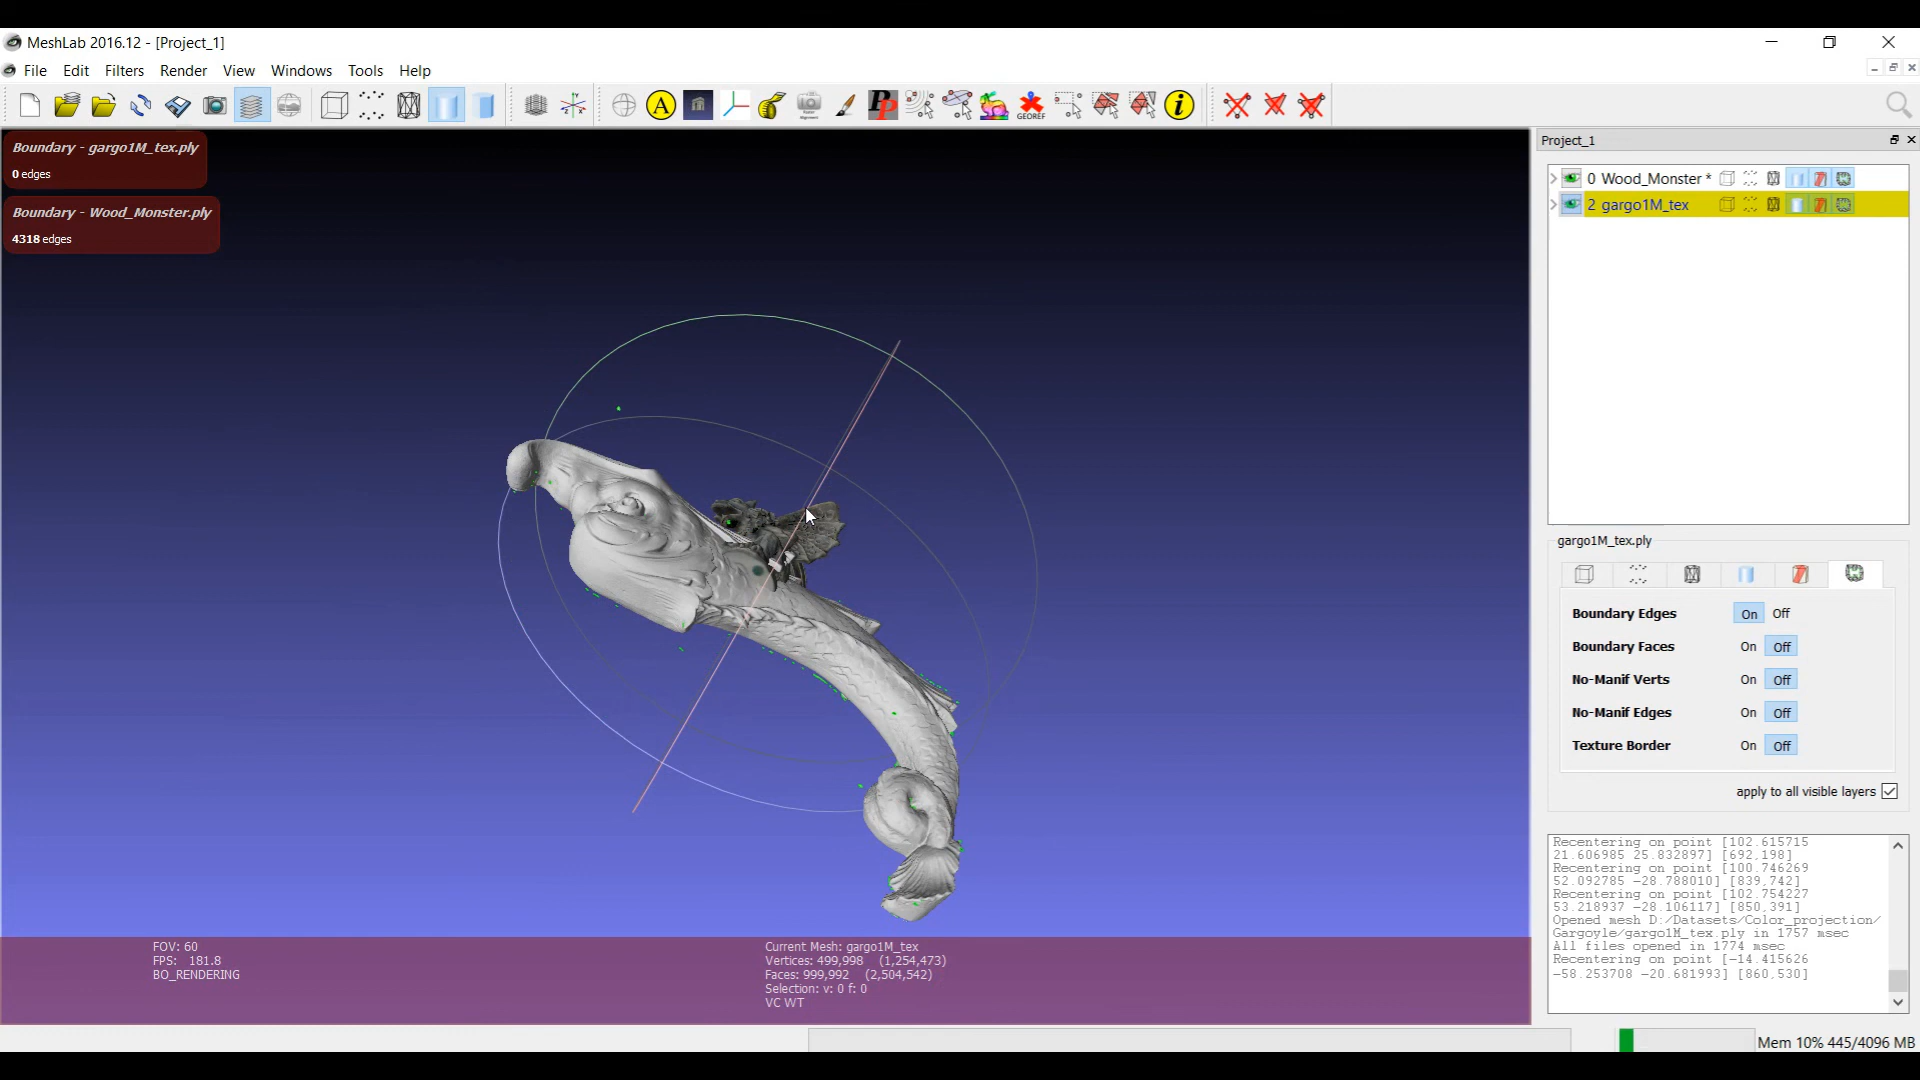 MeshLab 2016.12 - [Project_1]
File Edit Filters Render View Windows Tools Help
A PP GEOREF i
Boundary - gargo1M_tex.ply
0 edges
Boundary - Wood_Monster.ply
4318 edges
Project_1
0 Wood_Monster *
2 gargo1M_tex
gargo1M_tex.ply
Boundary Edges On Off
Boundary Faces On Off
No-Manif Verts On Off
No-Manif Edges On Off
Texture Border On Off
apply to all visible layers
Recentering on point [102.615715
21.606985 25.832897] [692,198]
Recentering on point [100.746269
52.092785 -28.788010] [839,742]
Recentering on point [102.754227
53.218937 -28.106117] [850,391]
Opened mesh D:/Datasets/Color_projection/
Gargoyle/gargo1M_tex.ply in 1757 msec
All files opened in 1774 msec
Recentering on point [-14.415626
-58.253708 -20.681993] [860,530]
FOV: 60
FPS: 181.8
BO_RENDERING
Current Mesh: gargo1M_tex
Vertices: 499,998 (1,254,473)
Faces: 999,992 (2,504,542)
Selection: v: 0 f: 0
VC WT
Mem 10% 445/4096 MB